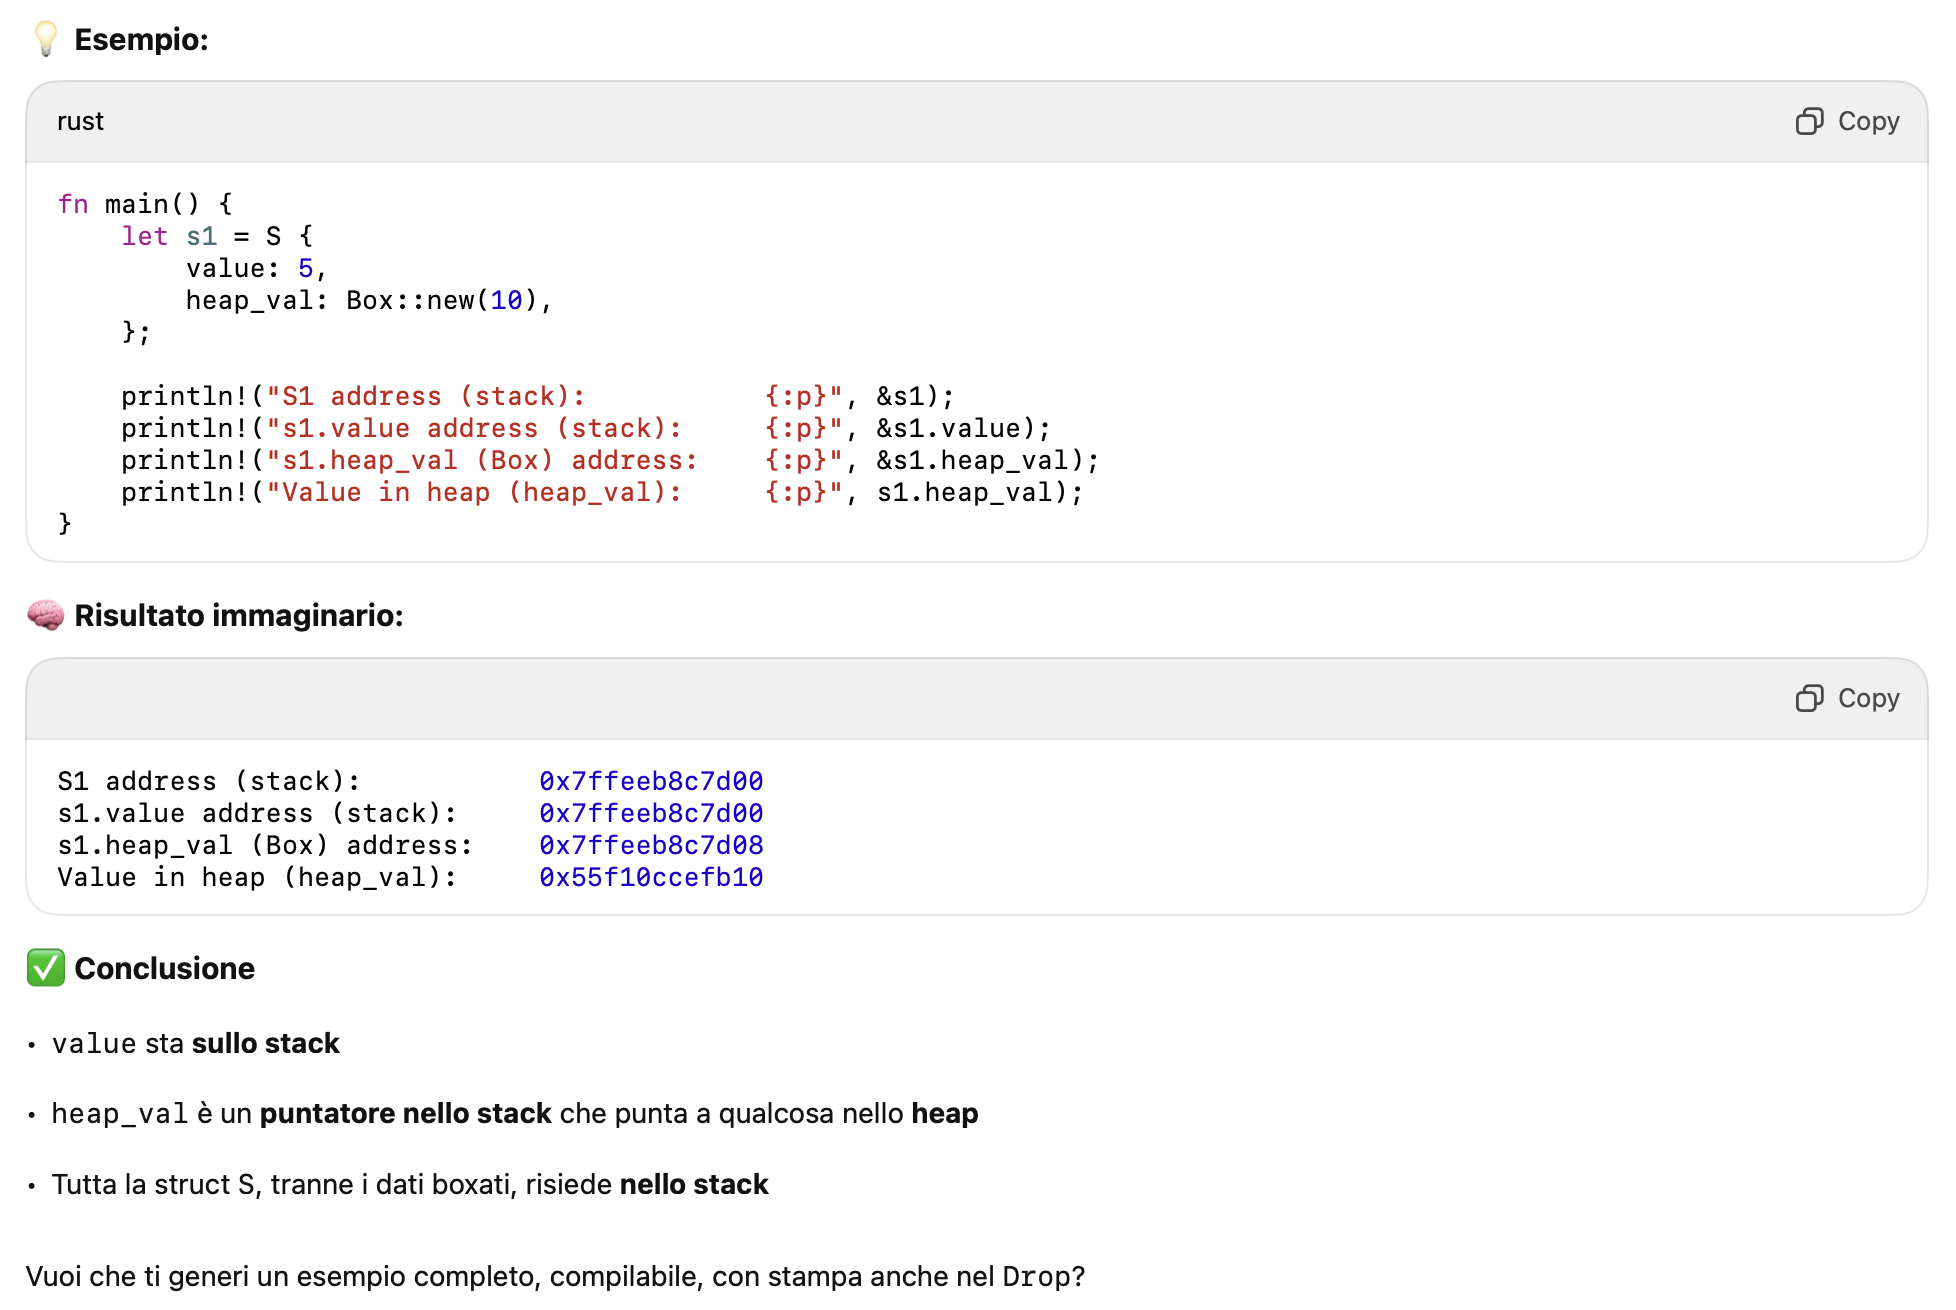 Esempio:
rust
Copy
fn main() {
    let s1 = S {
        value: 5,
        heap_val: Box::new(10),
    };
    println!("S1 address (stack):           {:p}", &s1);
    println!("s1.value address (stack):     {:p}", &s1.value);
    println!("s1.heap_val (Box) address:    {:p}", &s1.heap_val);
    println!("Value in heap (heap_val):     {:p}", s1.heap_val);
}
Risultato immaginario:
Copy
S1 address (stack):           0x7ffeeb8c7d00
s1.value address (stack):     0x7ffeeb8c7d00
s1.heap_val (Box) address:    0x7ffeeb8c7d08
Value in heap (heap_val):     0x55f10ccefb10
Conclusione
• value sta sullo stack
• heap_val è un puntatore nello stack che punta a qualcosa nello heap
• Tutta la struct S, tranne i dati boxati, risiede nello stack
Vuoi che ti generi un esempio completo, compilabile, con stampa anche nel Drop?